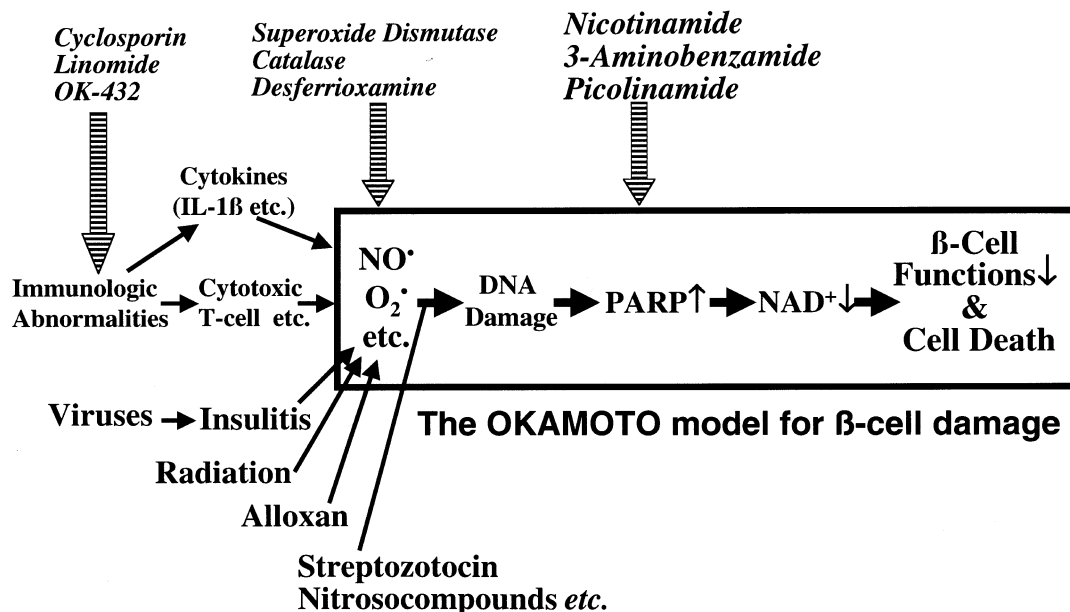 Cyclosporin
Linomide
OK-432
Superoxide Dismutase
Catalase
Desferrioxamine
Nicotinamide
3-Aminobenzamide
Picolinamide
Cytokines
(IL-1ß etc.)
Immunologic
Abnormalities
Cytotoxic
T-cell etc.
NO•
O2•
etc.
DNA
Damage
PARP↑
NAD+↓
ß-Cell
Functions↓
&
Cell Death
Viruses
Insulitis
The OKAMOTO model for ß-cell damage
Radiation
Alloxan
Streptozotocin
Nitrosocompounds etc.